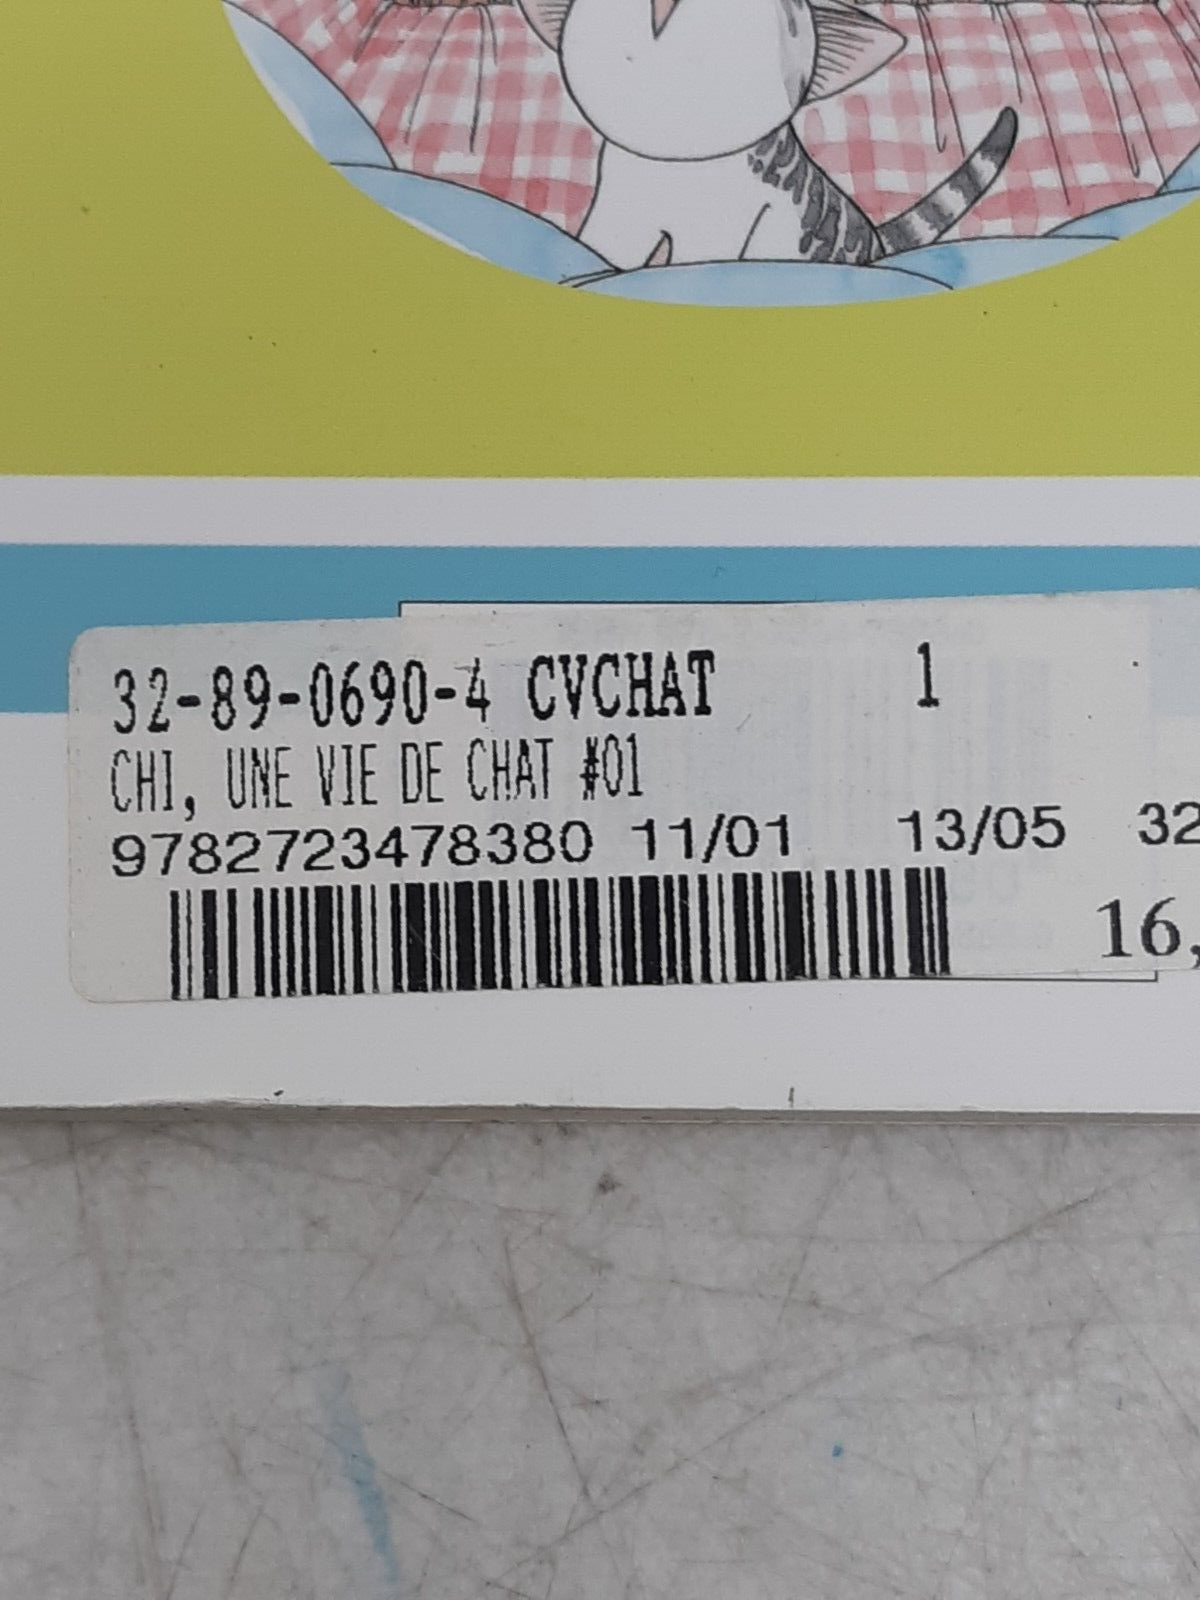 32-89-0690-4 CVCHAT 1
CHI, UNE VIE DE CHAT #01
9782723478380 11/01 13/05 32
16,